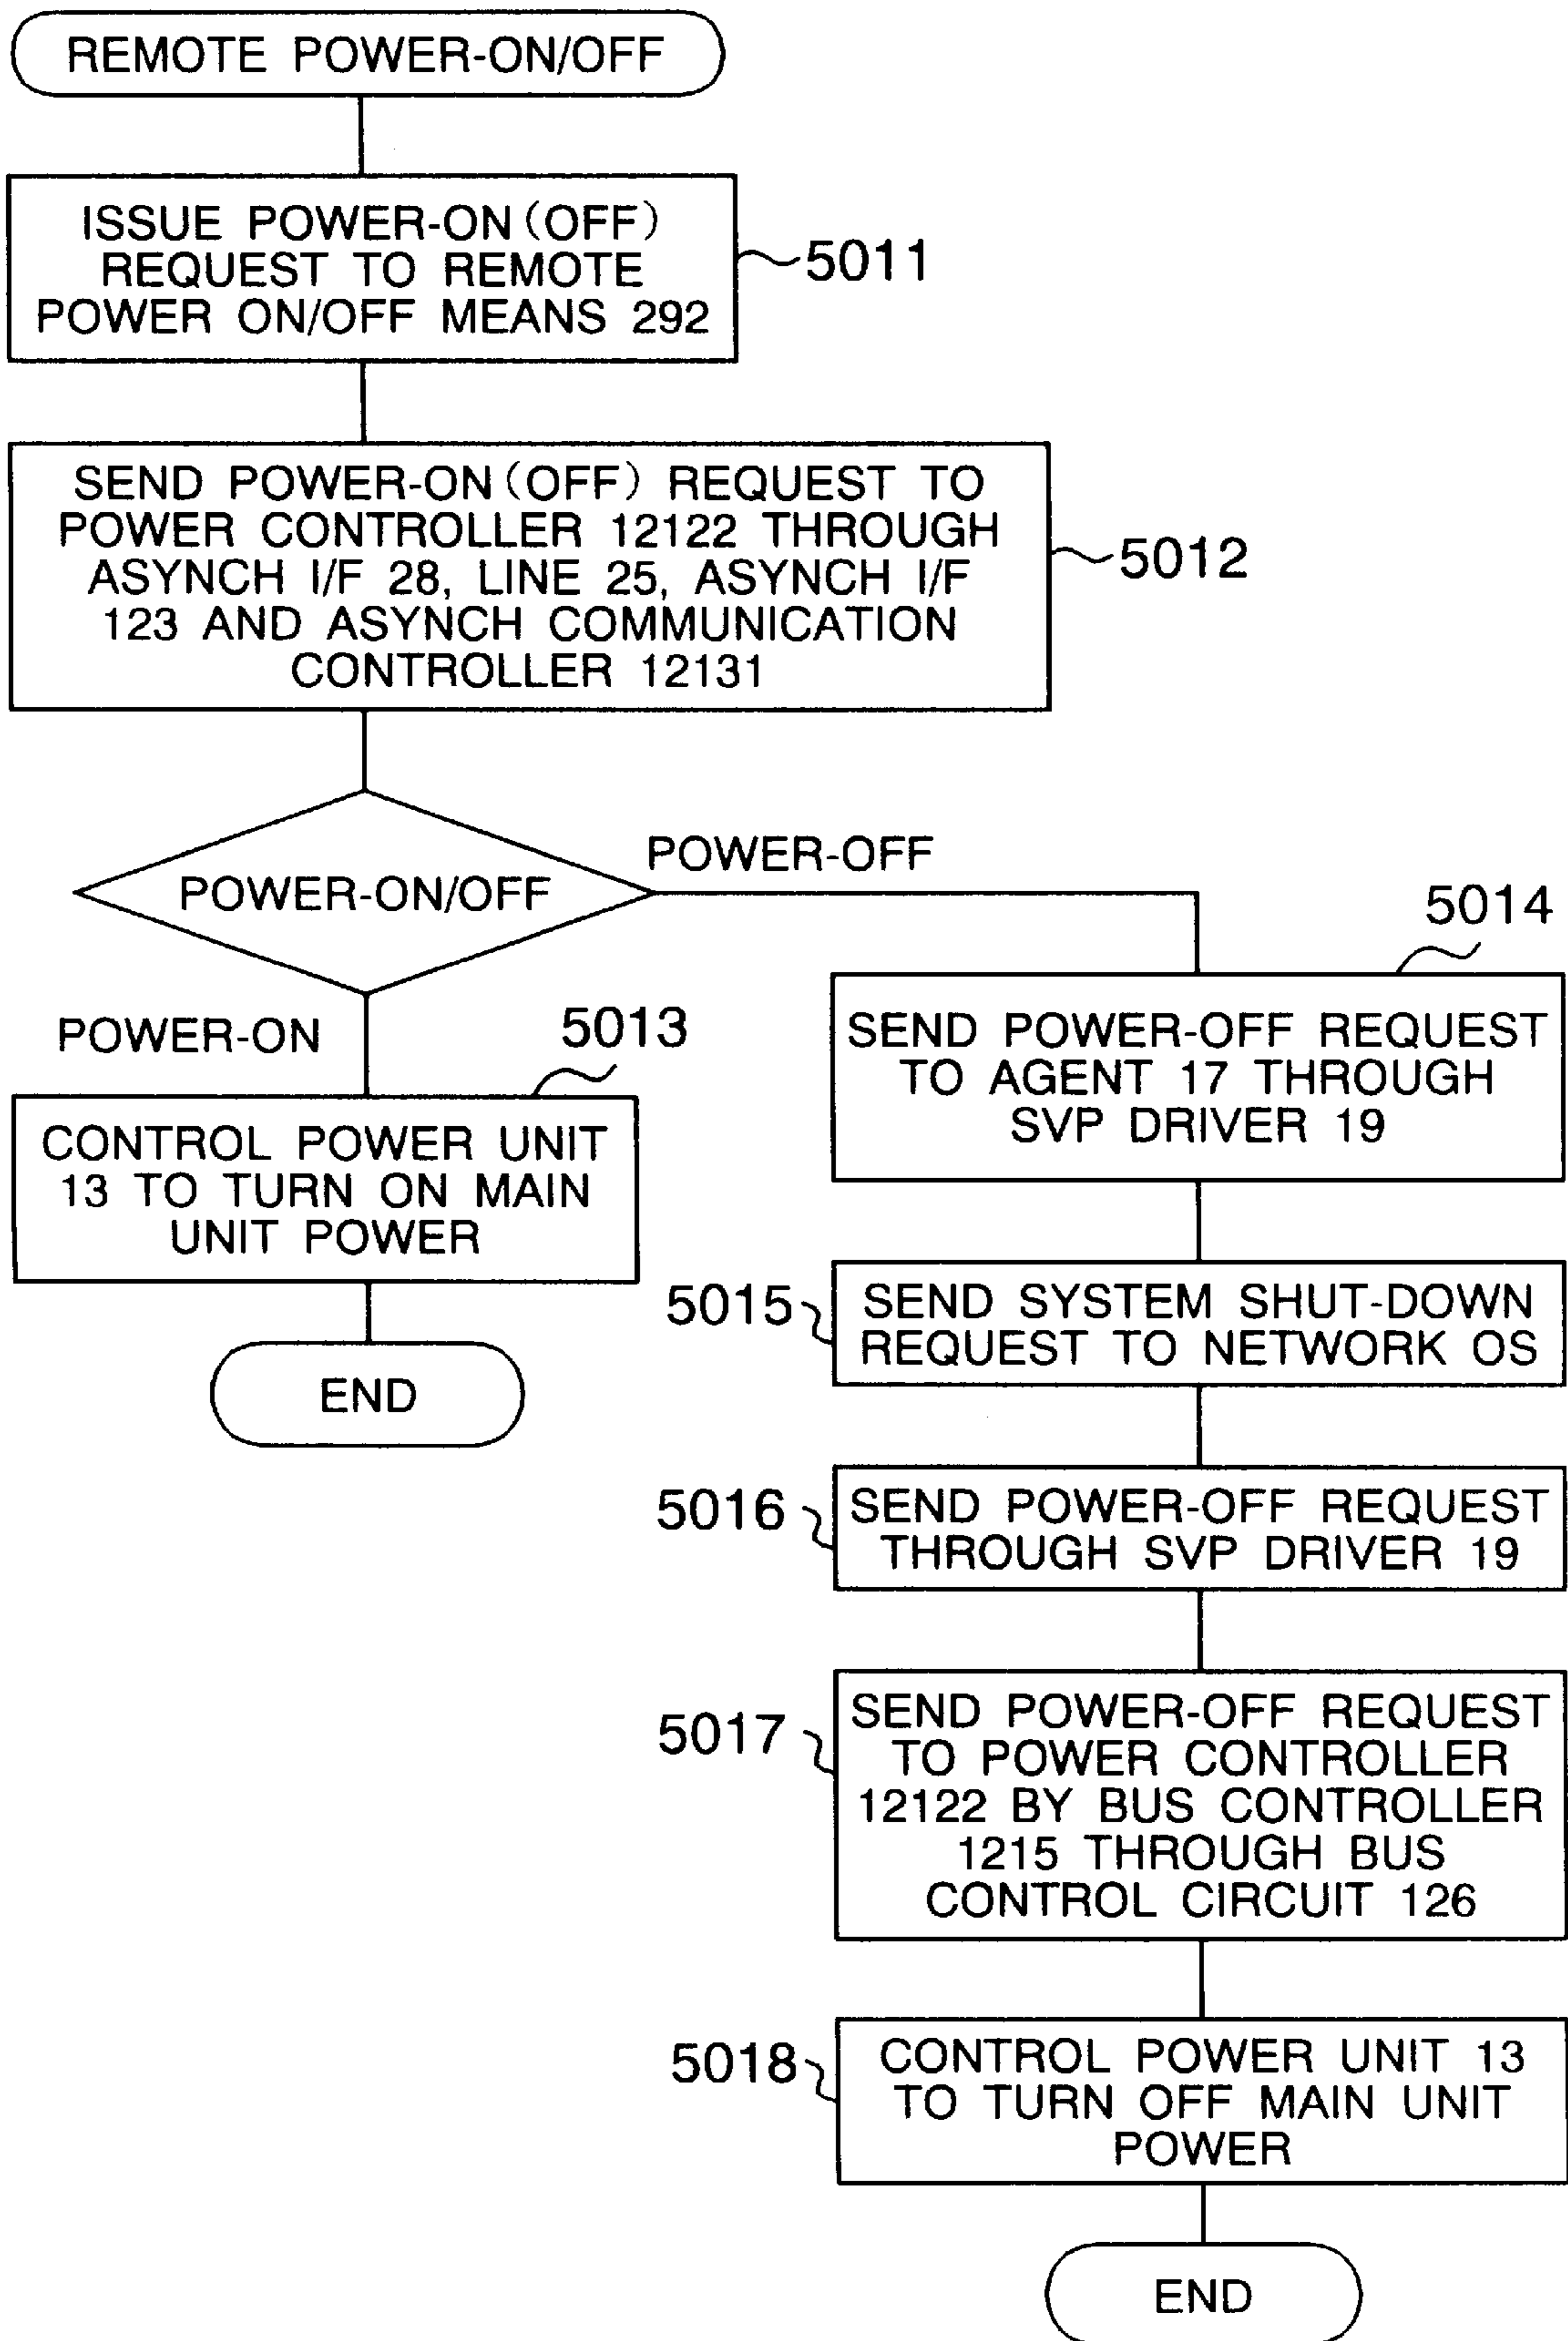 REMOTE POWER-ON/OFF
ISSUE POWER-ON(OFF)
REQUEST TO REMOTE
POWER ON/OFF MEANS 292
5011
SEND POWER-ON(OFF) REQUEST TO
POWER CONTROLLER 12122 THROUGH
ASYNCH I/F 28, LINE 25, ASYNCH I/F
123 AND ASYNCH COMMUNICATION
CONTROLLER 12131
5012
POWER-ON/OFF
POWER-OFF
POWER-ON
5013
CONTROL POWER UNIT
13 TO TURN ON MAIN
UNIT POWER
END
5014
SEND POWER-OFF REQUEST
TO AGENT 17 THROUGH
SVP DRIVER 19
5015
SEND SYSTEM SHUT-DOWN
REQUEST TO NETWORK OS
5016
SEND POWER-OFF REQUEST
THROUGH SVP DRIVER 19
5017
SEND POWER-OFF REQUEST
TO POWER CONTROLLER
12122 BY BUS CONTROLLER
1215 THROUGH BUS
CONTROL CIRCUIT 126
5018
CONTROL POWER UNIT 13
TO TURN OFF MAIN UNIT
POWER
END